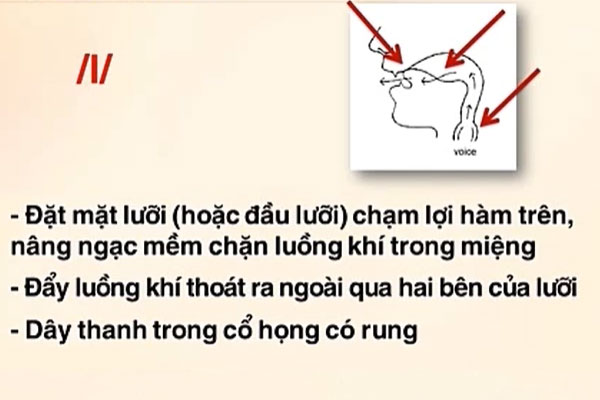 /l/
voice
- Đặt mặt lưỡi (hoặc đầu lưỡi) chạm lợi hàm trên,
nâng ngạc mềm chặn luồng khí trong miệng
- Đẩy luồng khí thoát ra ngoài qua hai bên của lưỡi
- Dây thanh trong cổ họng có rung